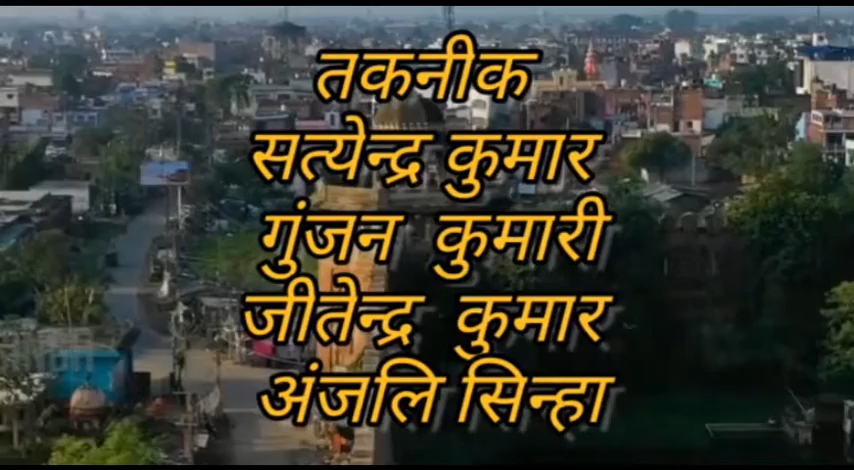 तकनीक
सत्येन्द्र कुमार
गुंजन कुमारी
जीतेन्द्र कुमार
अंजलि सिन्हा